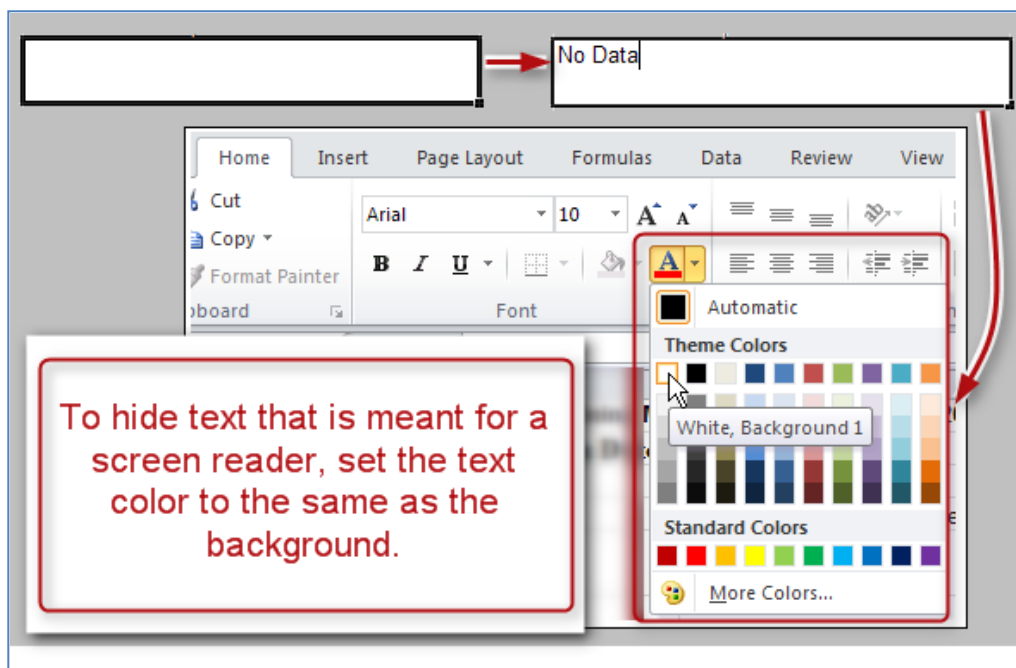 No Data
Home Insert Page Layout Formulas Data Review View
Cut
Arial 10 A A
Copy
B I U A
Format Painter
Font
Automatic
Theme Colors
White, Background 1
Standard Colors
More Colors...
To hide text that is meant for a
screen reader, set the text
color to the same as the
background.